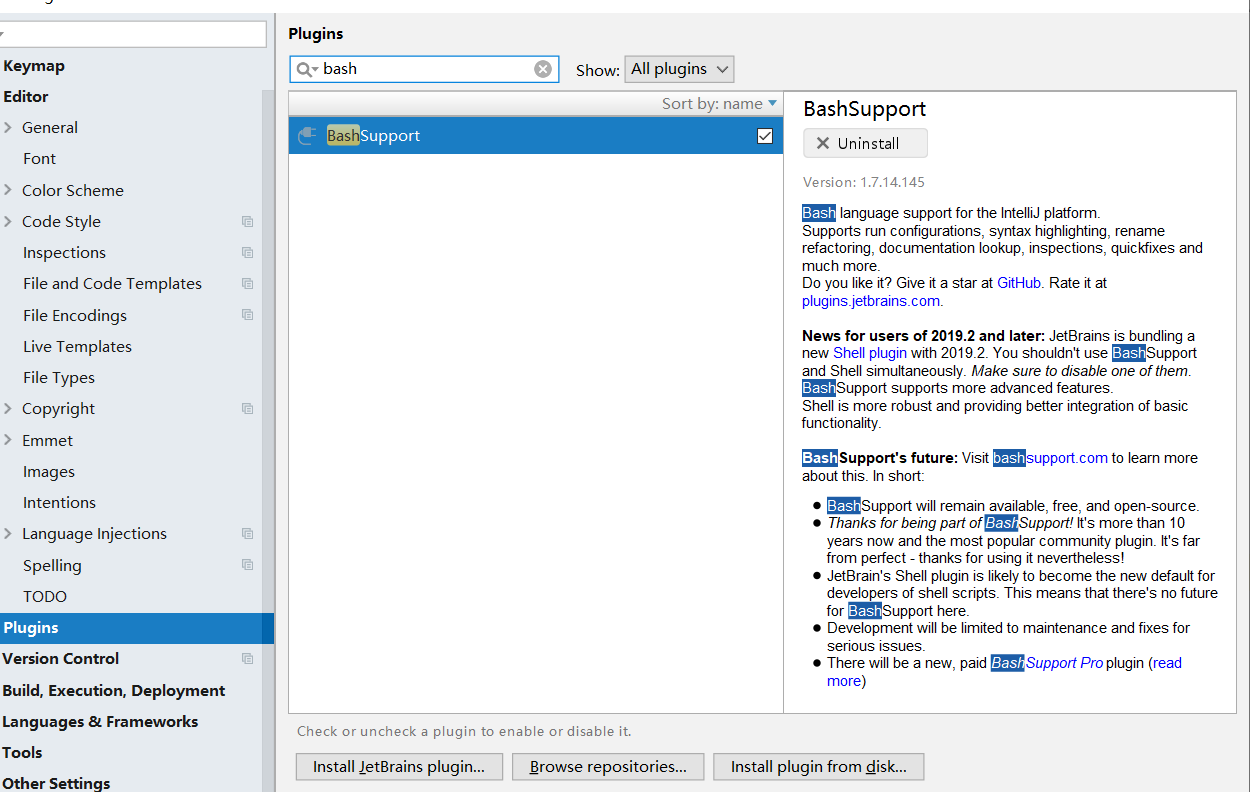 Keymap
Editor
General
Font
Color Scheme
Code Style
Inspections
File and Code Templates
File Encodings
Live Templates
File Types
Copyright
Emmet
Images
Intentions
Language Injections
Spelling
TODO
Plugins
Version Control
Build, Execution, Deployment
Languages & Frameworks
Tools
Other Settings
Plugins
bash
Show: All plugins
Sort by: name
BashSupport
BashSupport
Uninstall
Version: 1.7.14.145
Bash language support for the IntelliJ platform.
Supports run configurations, syntax highlighting, rename
refactoring, documentation lookup, inspections, quickfixes and
much more.
Do you like it? Give it a star at GitHub. Rate it at
plugins.jetbrains.com.
News for users of 2019.2 and later: JetBrains is bundling a
new Shell plugin with 2019.2. You shouldn't use BashSupport
and Shell simultaneously. Make sure to disable one of them.
BashSupport supports more advanced features.
Shell is more robust and providing better integration of basic
functionality.
BashSupport's future: Visit bashsupport.com to learn more
about this. In short:
● BashSupport will remain available, free, and open-source.
● Thanks for being part of BashSupport! It's more than 10
years now and the most popular community plugin. It's far
from perfect - thanks for using it nevertheless!
● JetBrain's Shell plugin is likely to become the new default for
developers of shell scripts. This means that there's no future
for BashSupport here.
● Development will be limited to maintenance and fixes for
serious issues.
● There will be a new, paid BashSupport Pro plugin (read
more)
Check or uncheck a plugin to enable or disable it.
Install JetBrains plugin...
Browse repositories...
Install plugin from disk...